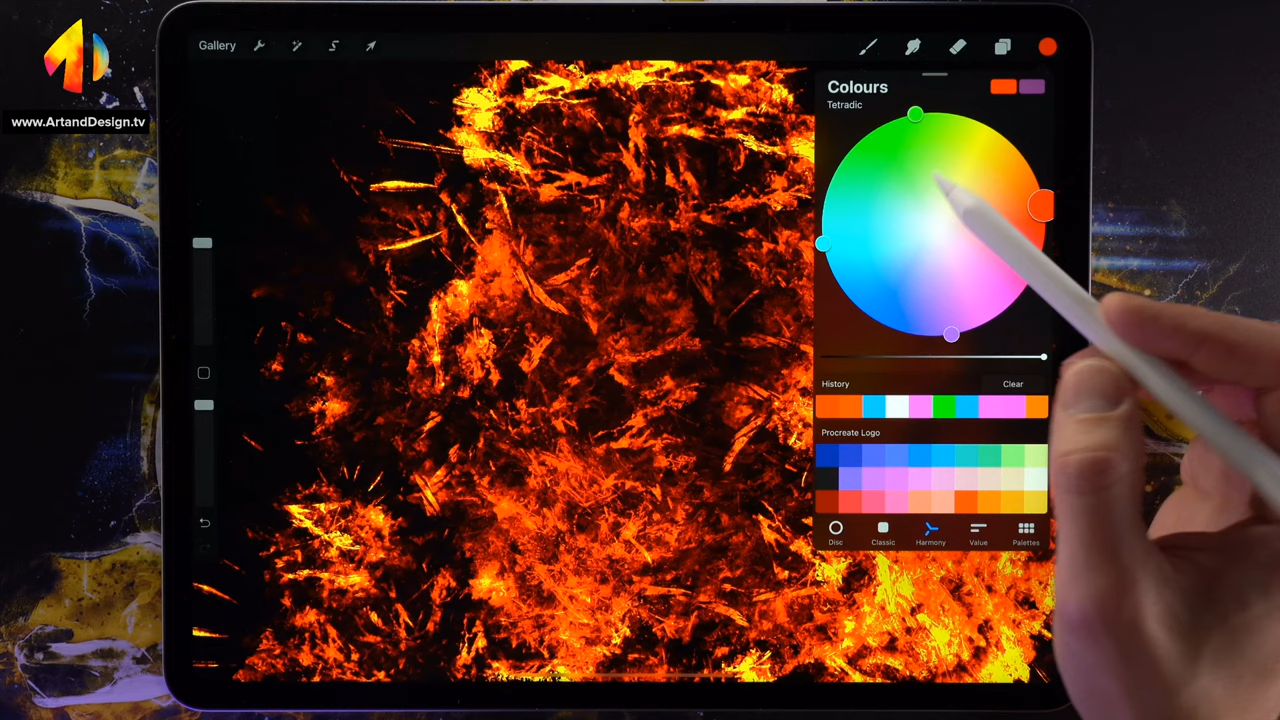 www.ArtandDesign.tv
Gallery
Colours
Tetradic
History
Clear
Procreate Logo
Disc
Classic
Harmony
Value
Palettes